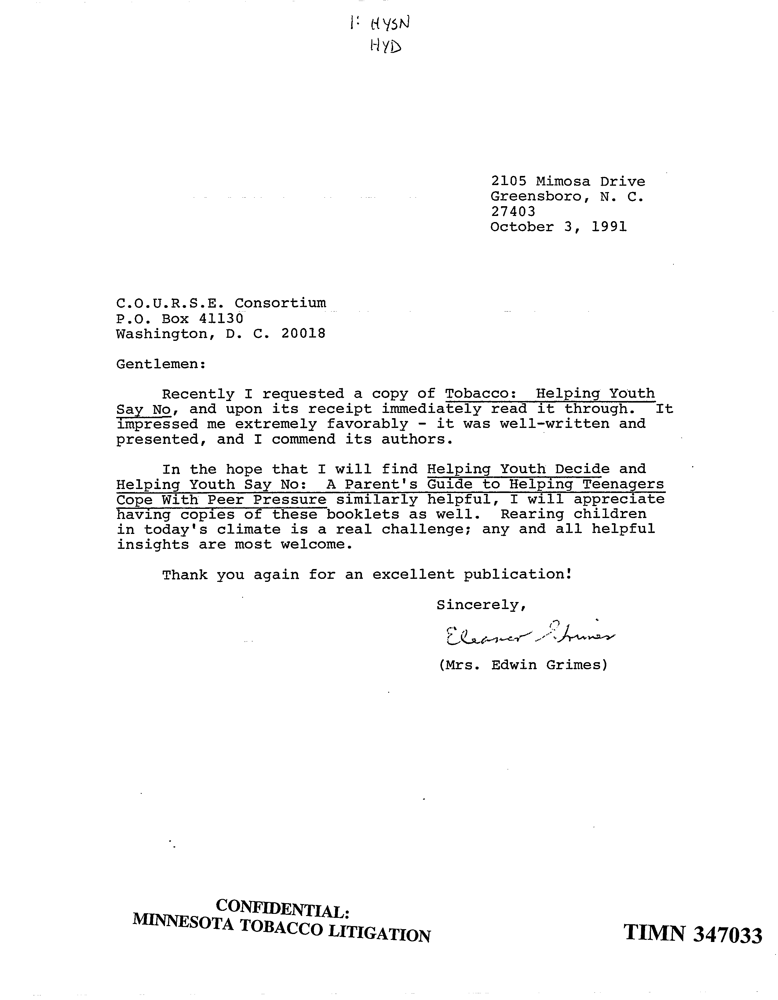 1: HYSN
HYD
2105 Mimosa Drive
Greensboro, N. C.
27403
October 3, 1991
C.O.U.R.S.E. Consortium
P.O. Box 41130
Washington, D. C. 20018
Gentlemen:
Recently I requested a copy of Tobacco: Helping Youth
Say No, and upon its receipt immediately read it through. It
impressed me extremely favorably - it was well-written and
presented, and I commend its authors.
In the hope that I will find Helping Youth Decide and
Helping Youth Say No: A Parent's Guide to Helping Teenagers
Cope With Peer Pressure similarly helpful, I will appreciate
having copies of these booklets as well. Rearing children
in today's climate is a real challenge; any and all helpful
insights are most welcome.
Thank you again for an excellent publication!
Sincerely,
Eleanor Grimes
(Mrs. Edwin Grimes)
CONFIDENTIAL:
MINNESOTA TOBACCO LITIGATION
TIMN 347033